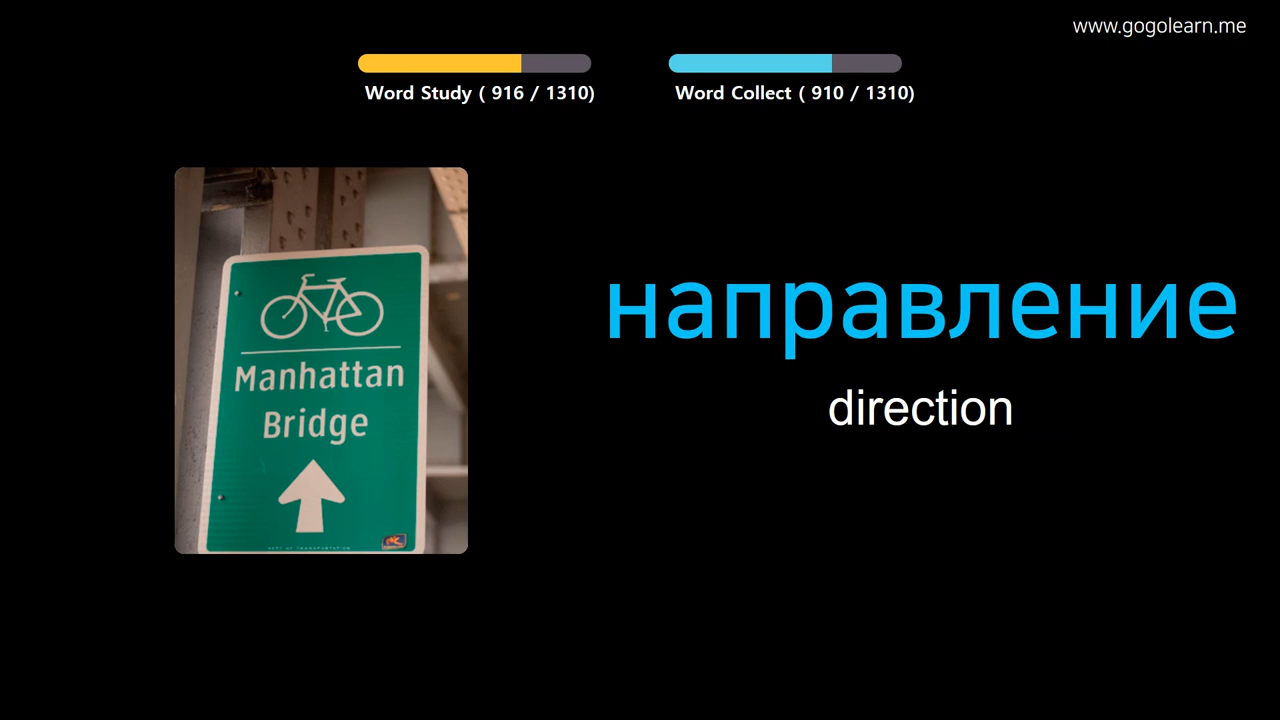 www.gogolearn.me
Word Study ( 916 / 1310)
Word Collect ( 910 / 1310)
Manhattan
Bridge
направление
direction